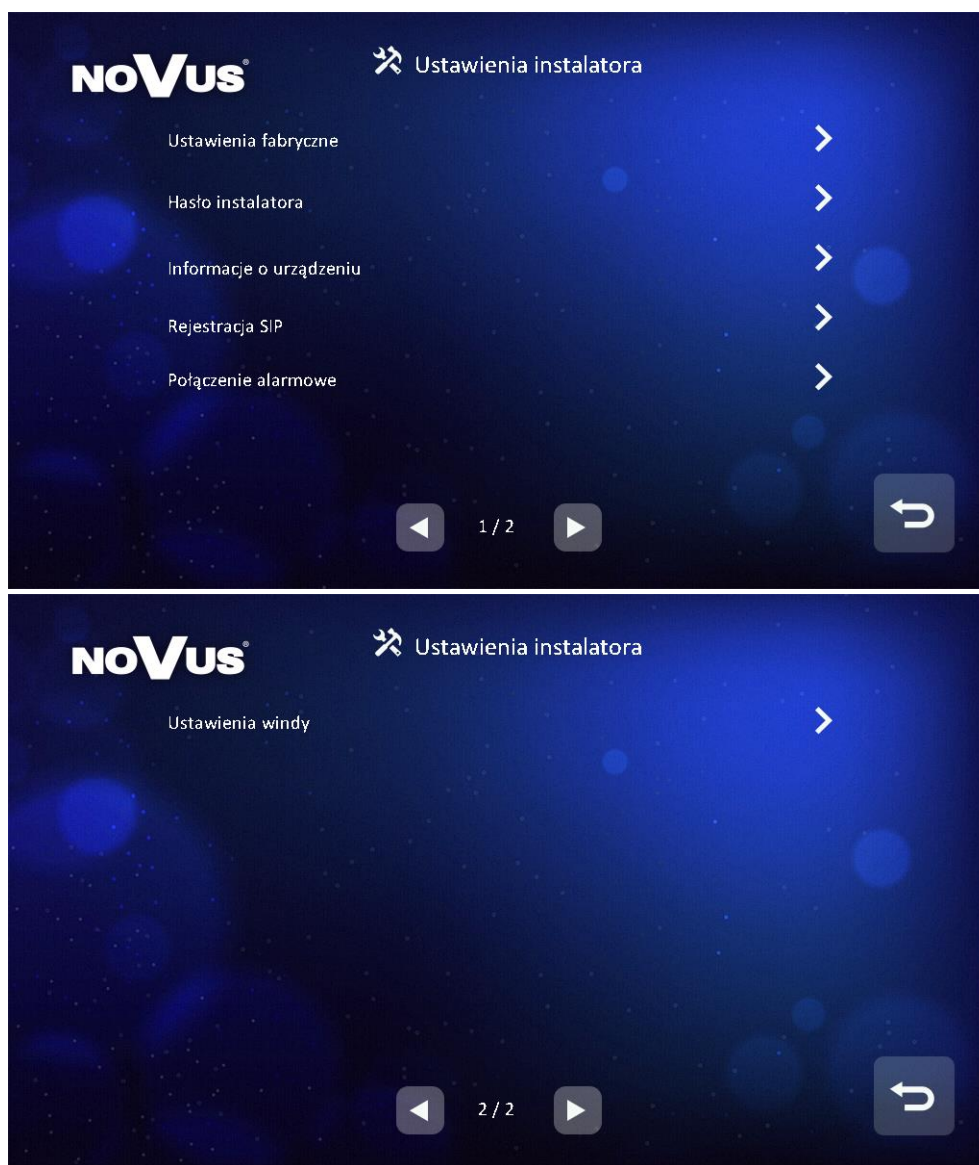 NOVUS®
Ustawienia instalatora
Ustawienia fabryczne
Hasło instalatora
Informacje o urządzeniu
Rejestracja SIP
Połączenie alarmowe
1 / 2
NOVUS®
Ustawienia instalatora
Ustawienia windy
2 / 2